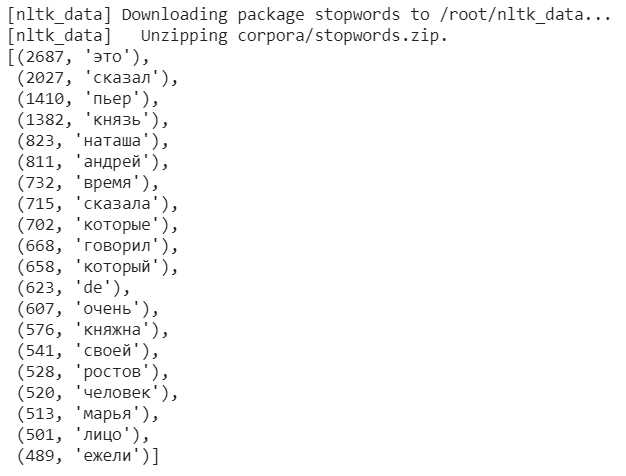 [nltk_data] Downloading package stopwords to /root/nltk_data...
[nltk_data]   Unzipping corpora/stopwords.zip.
[(2687, 'это'),
 (2027, 'сказал'),
 (1410, 'пьер'),
 (1382, 'князь'),
 (823, 'наташа'),
 (811, 'андрей'),
 (732, 'время'),
 (715, 'сказала'),
 (702, 'которые'),
 (668, 'говорил'),
 (658, 'который'),
 (623, 'de'),
 (607, 'очень'),
 (576, 'княжна'),
 (541, 'своей'),
 (528, 'ростов'),
 (520, 'человек'),
 (513, 'марья'),
 (501, 'лицо'),
 (489, 'ежели')]